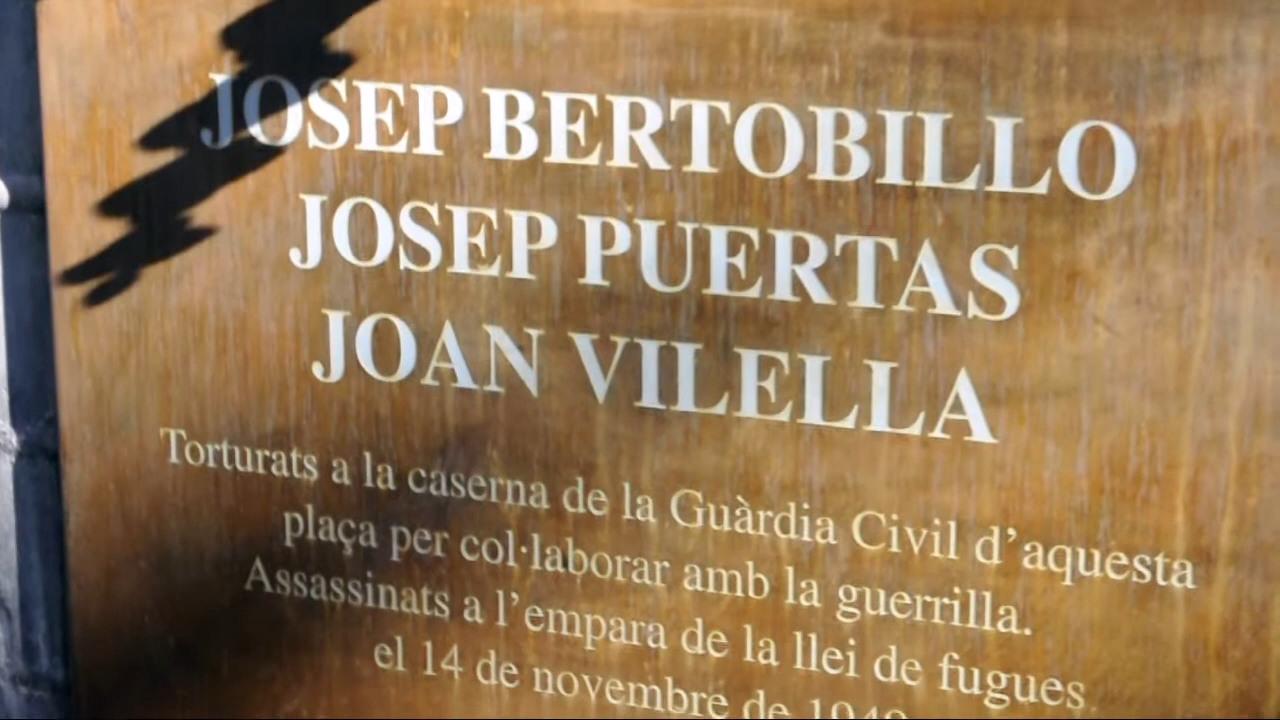 JOSEP BERTOBILLO
JOSEP PUERTAS
JOAN VILELLA
Torturats a la caserna de la Guàrdia Civil d’aquesta
plaça per col·laborar amb la guerrilla.
Assassinats a l’empara de la llei de fugues
el 14 de novembre de